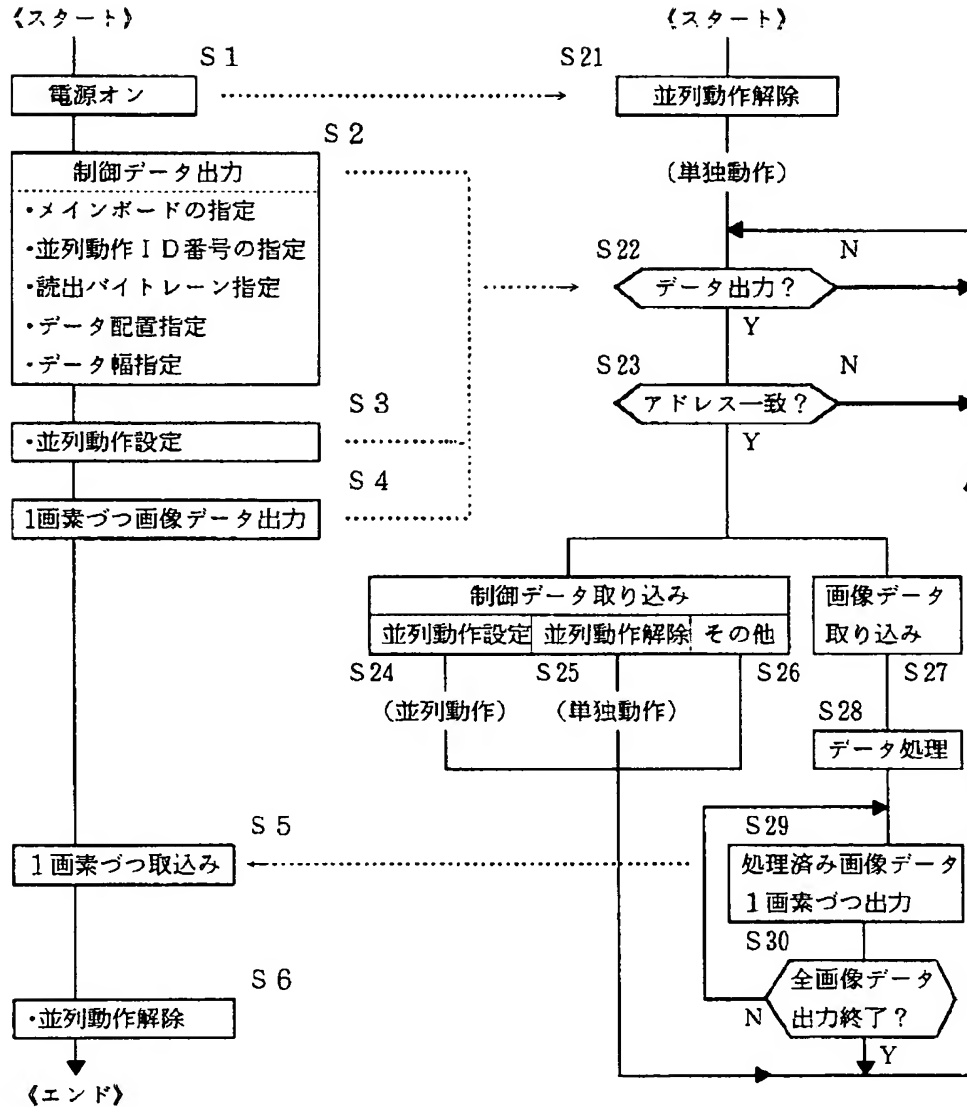 《スタート》
S1
電源オン
S2
制御データ出力
・メインボードの指定
・並列動作ID番号の指定
・読出バイトレーン指定
・データ配置指定
・データ幅指定
S3
・並列動作設定
S4
1画素づつ画像データ出力
S5
1画素づつ取込み
S6
・並列動作解除
《エンド》
《スタート》
S21
並列動作解除
(単独動作)
S22
N
データ出力?
Y
S23
N
アドレス一致?
Y
制御データ取り込み
並列動作設定 並列動作解除 その他
S24 S25 S26
(並列動作) (単独動作)
画像データ
取り込み
S27
S28
データ処理
S29
処理済み画像データ
1画素づつ出力
S30
全画像データ
出力終了?
N
Y